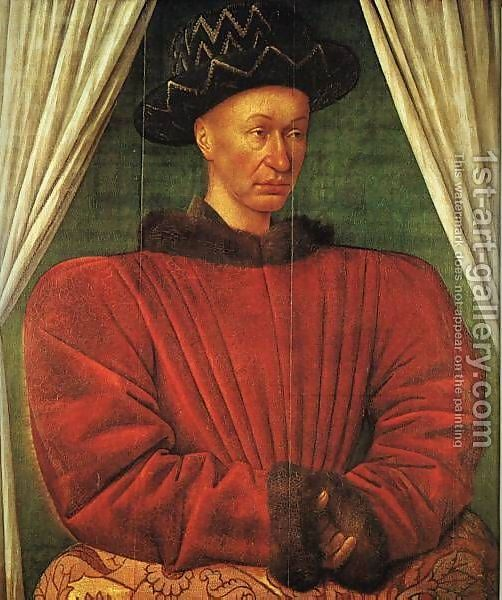 1st-art-gallery.com
This watermark does not appear on the painting